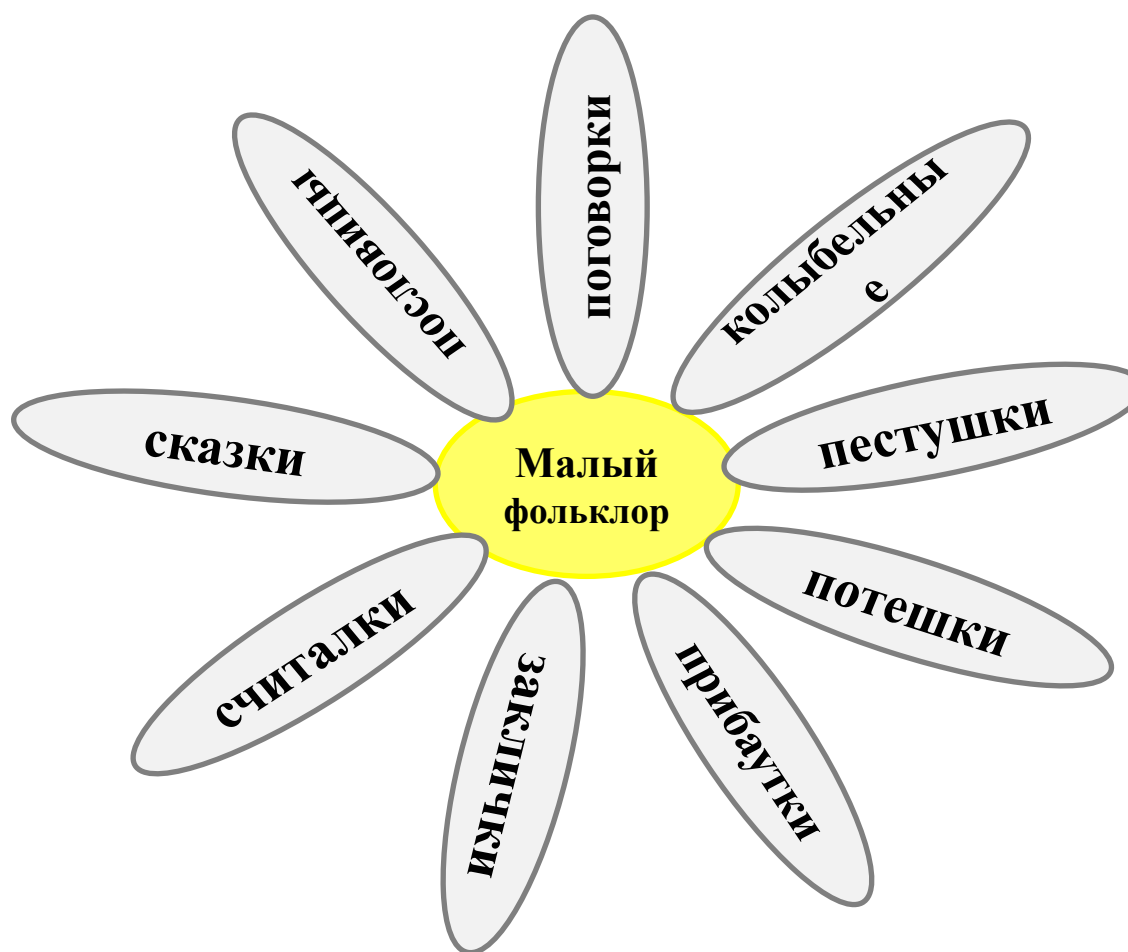 поговорки
колыбельны
е
пестушки
потешки
прибаутки
заклички
считалки
сказки
пословицы
Малый
фольклор